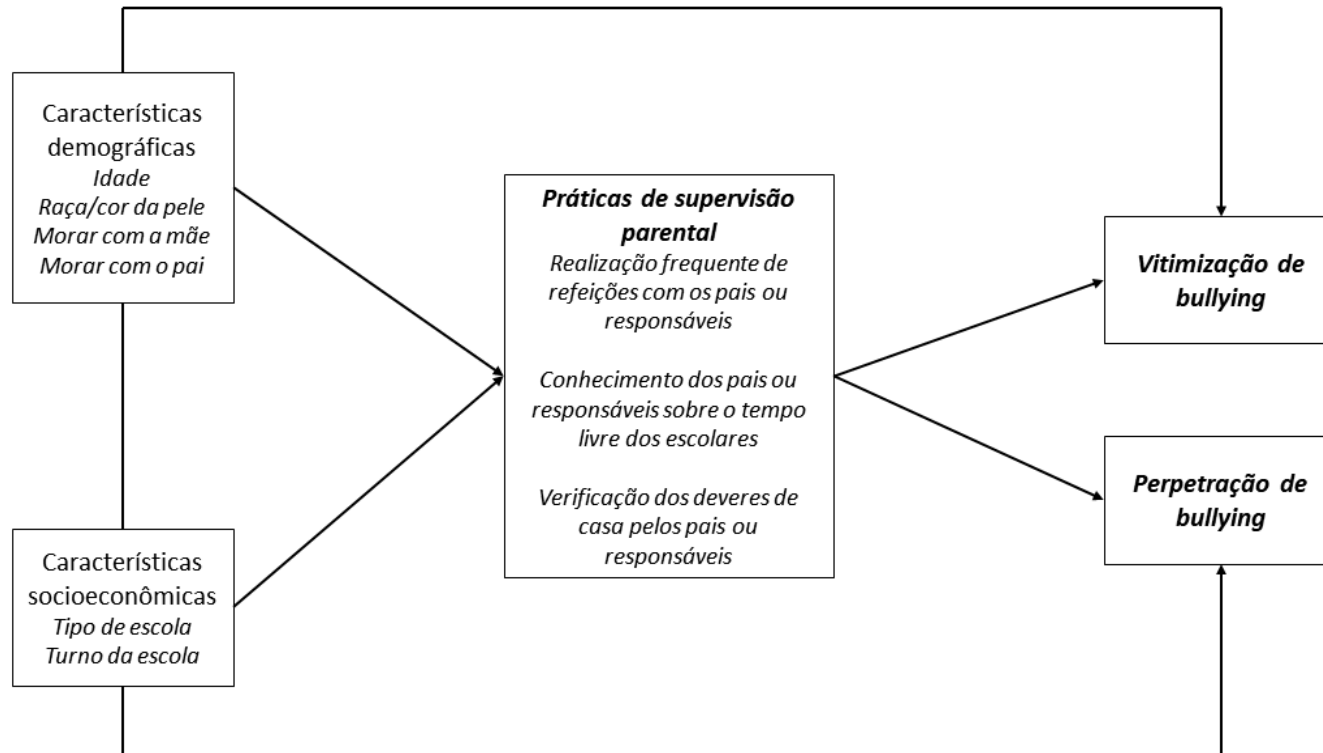 Características
demográficas
Idade
Raça/cor da pele
Morar com a mãe
Morar com o pai
Características
socioeconômicas
Tipo de escola
Turno da escola
Práticas de supervisão
parental
Realização frequente de
refeições com os pais ou
responsáveis
Conhecimento dos pais ou
responsáveis sobre o tempo
livre dos escolares
Verificação dos deveres de
casa pelos pais ou
responsáveis
Vitimização de
bullying
Perpetração de
bullying